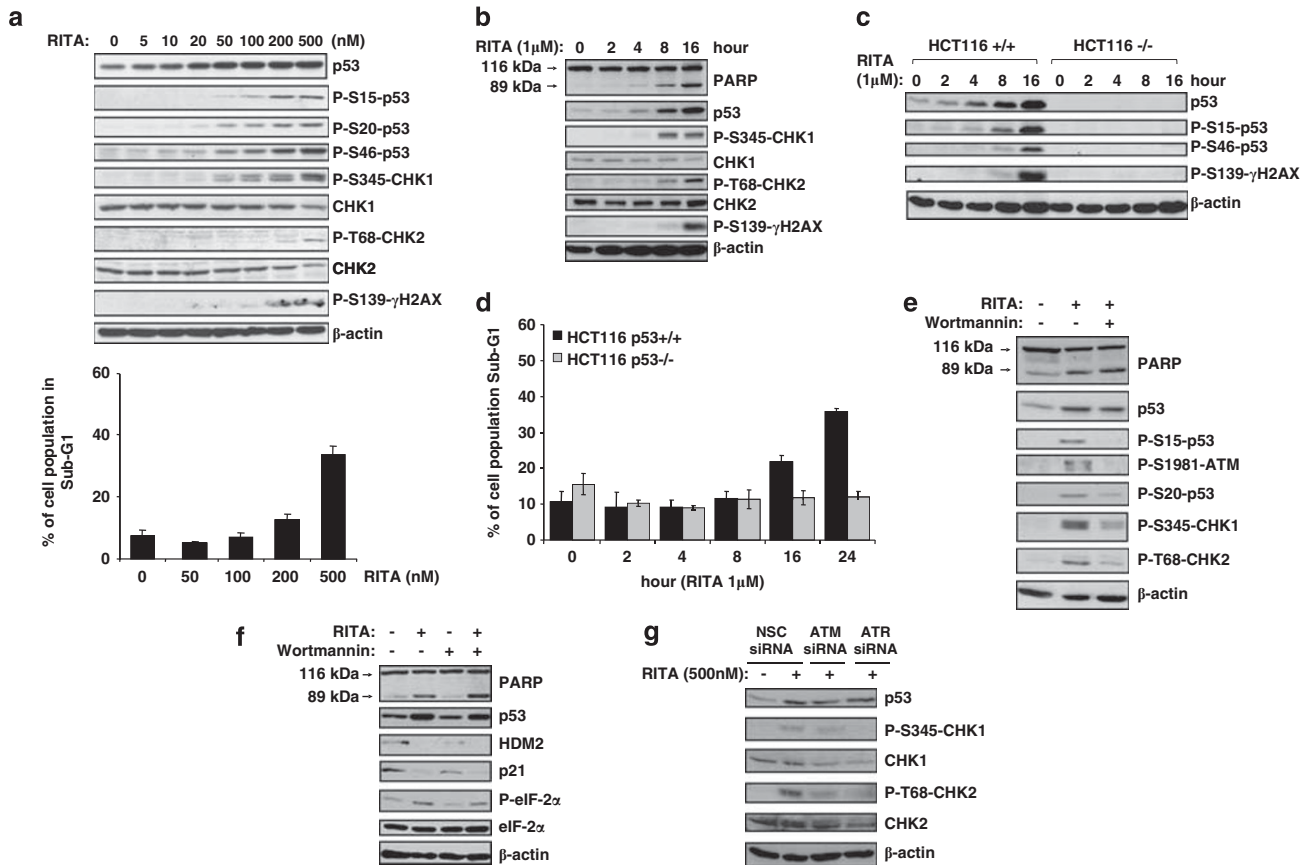 a
RITA: 0 5 10 20 50 100 200 500 (nM)
p53
P-S15-p53
P-S20-p53
P-S46-p53
P-S345-CHK1
CHK1
P-T68-CHK2
CHK2
P-S139-γH2AX
β-actin
% of cell population in
Sub-G1
60
40
20
0
0 50 100 200 500 RITA (nM)
b
RITA (1μM): 0 2 4 8 16 hour
116 kDa →
89 kDa →
PARP
p53
P-S345-CHK1
CHK1
P-T68-CHK2
CHK2
P-S139-γH2AX
β-actin
c
HCT116 +/+ HCT116 -/-
RITA
(1μM): 0 2 4 8 16 0 2 4 8 16 hour
p53
P-S15-p53
P-S46-p53
P-S139-γH2AX
β-actin
d
% of cell population Sub-G1
60
50
40
30
20
10
0
HCT116 p53+/+
HCT116 p53-/-
0 2 4 8 16 24
hour (RITA 1μM)
e
RITA: - + +
Wortmannin: - - +
116 kDa →
89 kDa →
PARP
p53
P-S15-p53
P-S1981-ATM
P-S20-p53
P-S345-CHK1
P-T68-CHK2
β-actin
f
RITA: - + - +
Wortmannin: - - + +
116 kDa →
89 kDa →
PARP
p53
HDM2
p21
P-eIF-2α
eIF-2α
β-actin
g
NSC ATM ATR
siRNA siRNA siRNA
RITA (500nM): - + + +
p53
P-S345-CHK1
CHK1
P-T68-CHK2
CHK2
β-actin